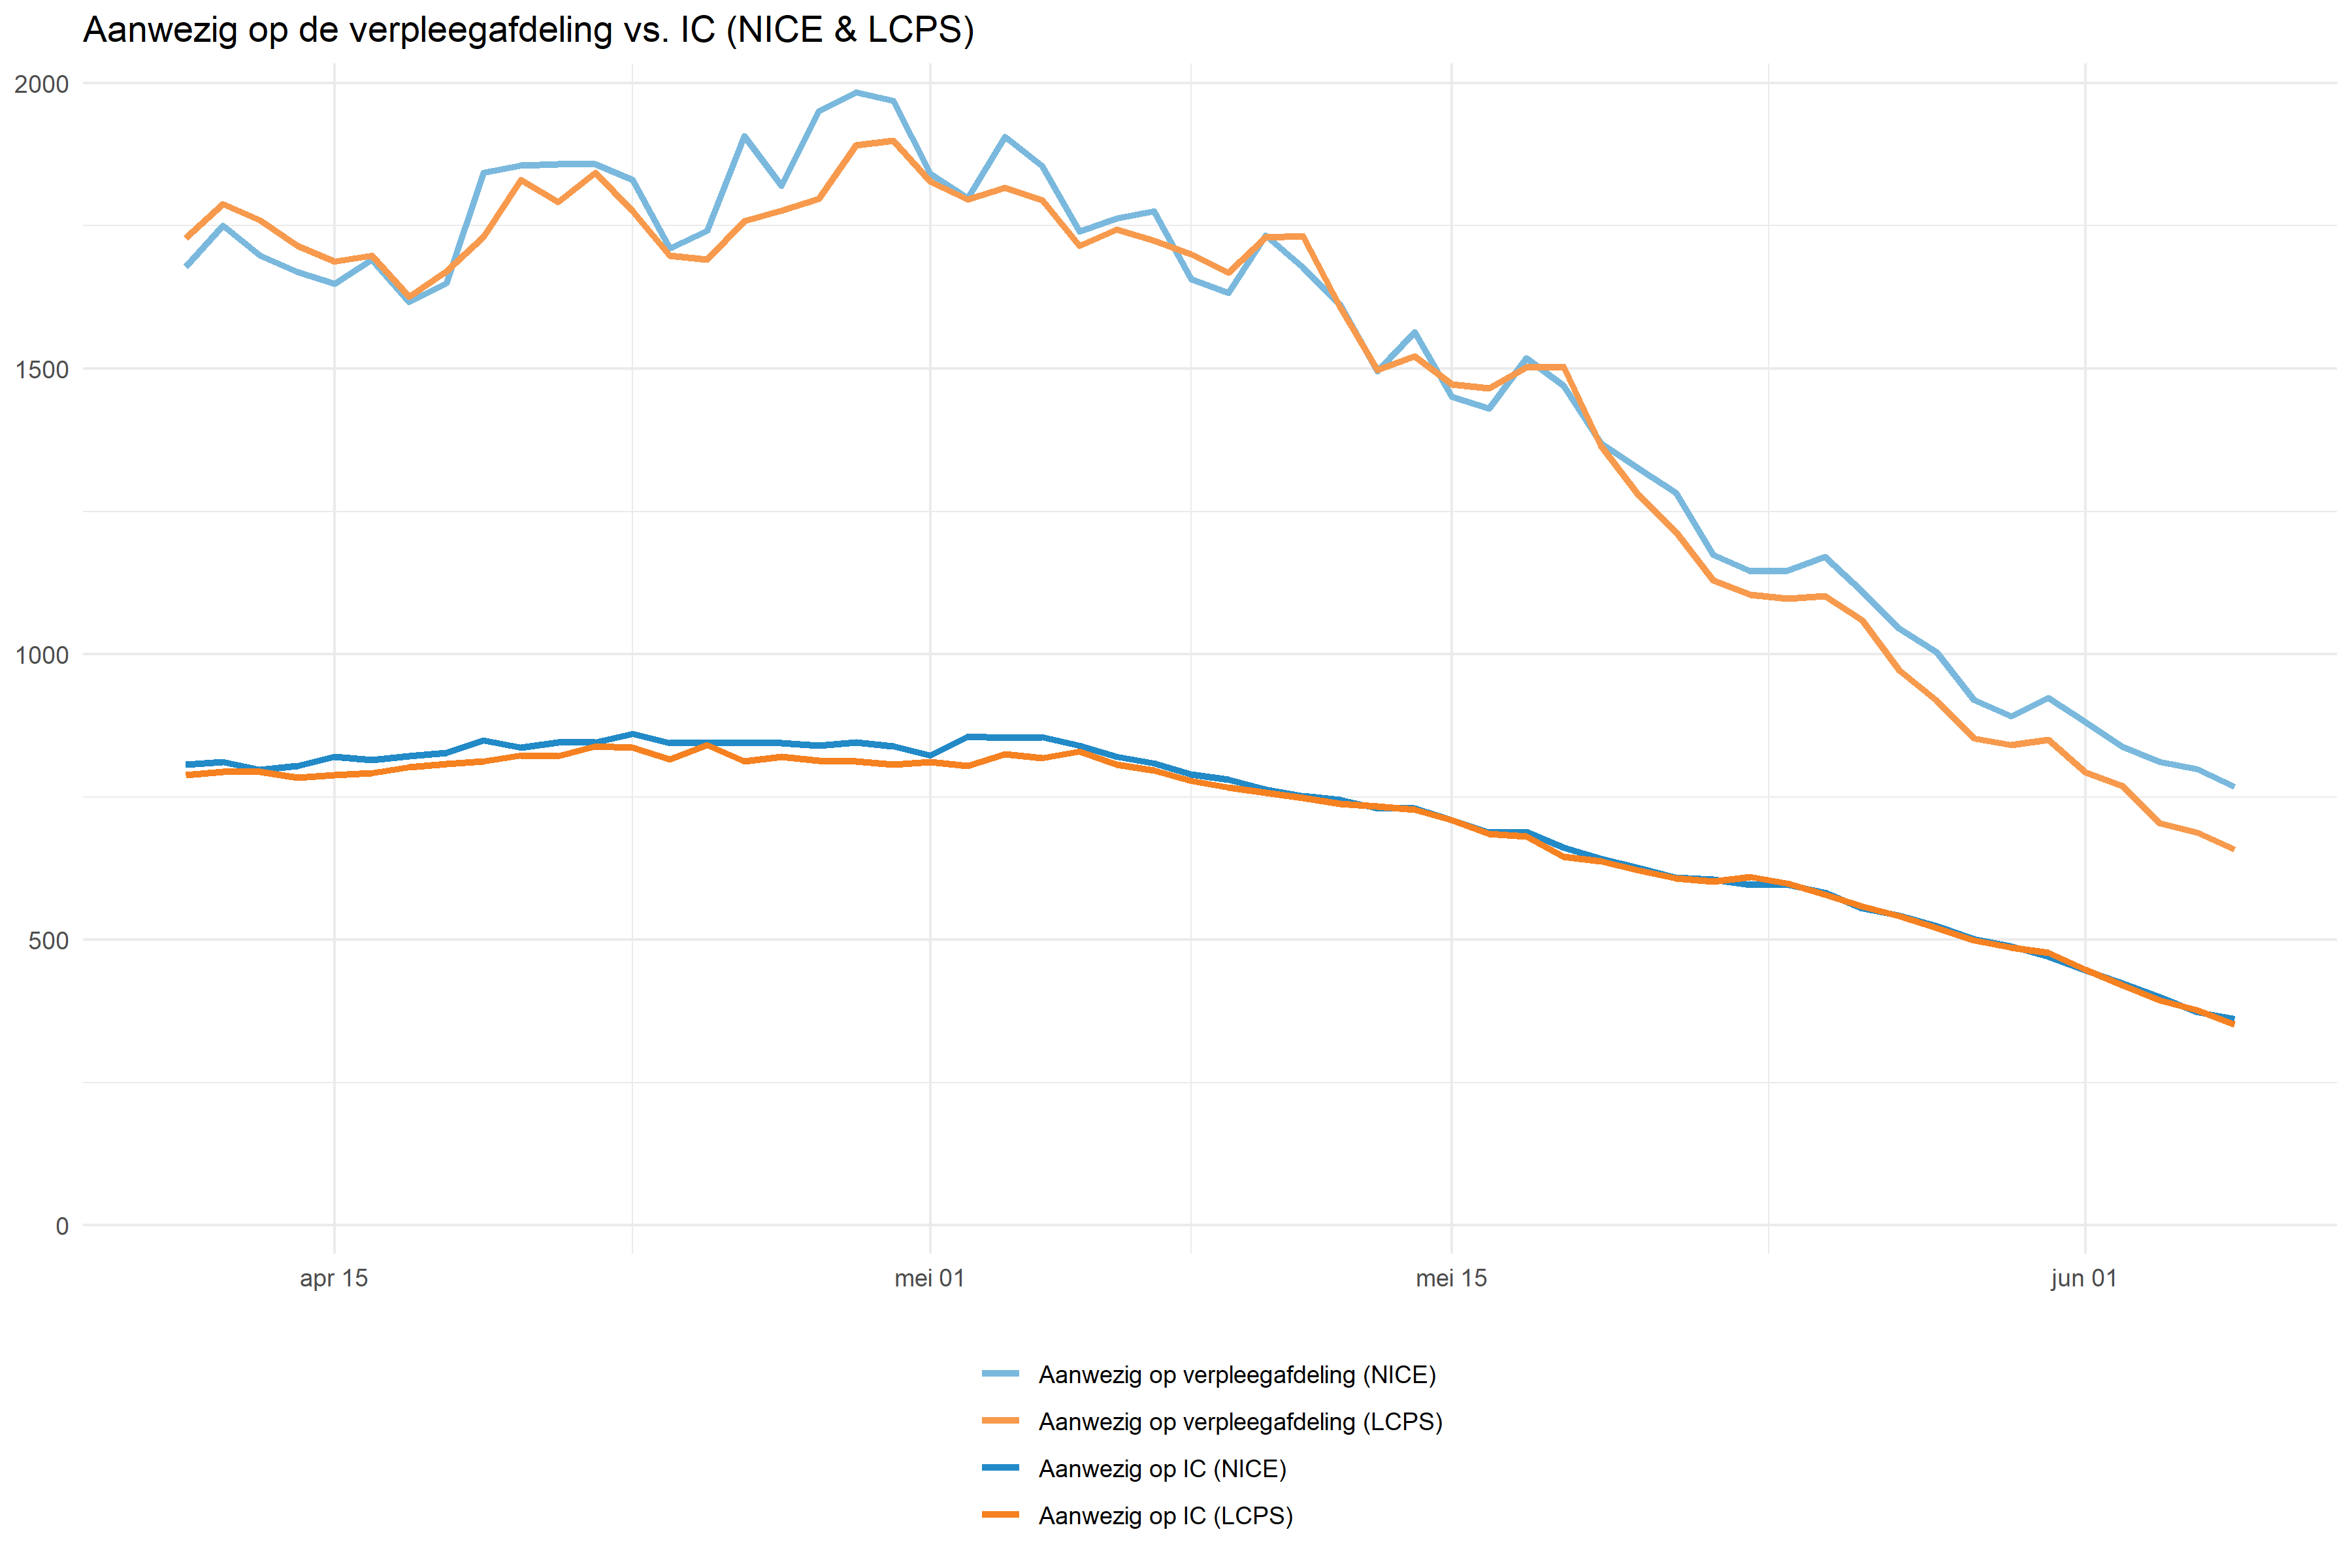 Aanwezig op de verpleegafdeling vs. IC (NICE & LCPS)
2000
1500
1000
500
0
apr 15 mei 01 mei 15 jun 01
Aanwezig op verpleegafdeling (NICE)
Aanwezig op verpleegafdeling (LCPS)
Aanwezig op IC (NICE)
Aanwezig op IC (LCPS)